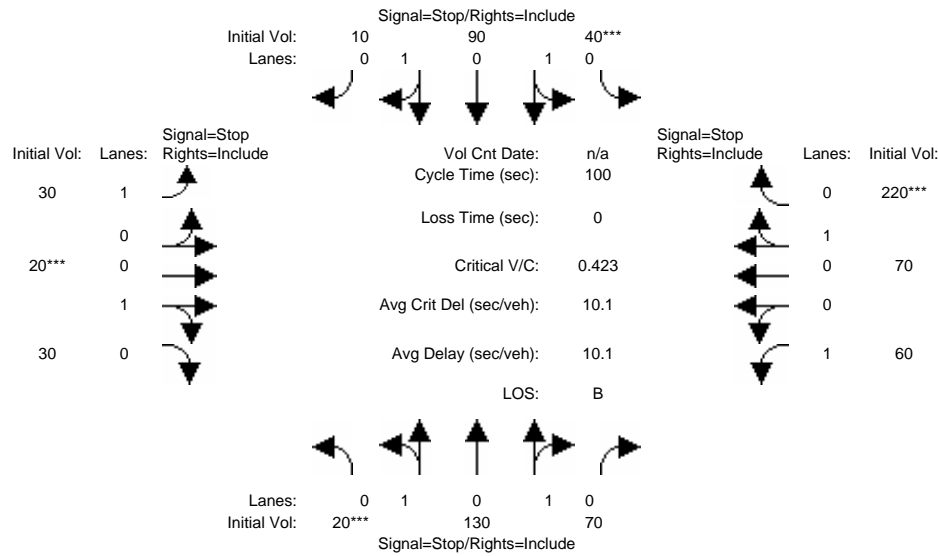 Signal=Stop/Rights=Include
Initial Vol: 10 90 40***
Lanes: 0 1 0 1 0
Signal=Stop Signal=Stop
Initial Vol: Lanes: Rights=Include Vol Cnt Date: n/a Rights=Include Lanes: Initial Vol:
Cycle Time (sec): 100
30 1 0 220***
Loss Time (sec): 0
0 1
20*** 0 Critical V/C: 0.423 0 70
1 Avg Crit Del (sec/veh): 10.1 0
30 0 Avg Delay (sec/veh): 10.1 1 60
LOS: B
Lanes: 0 1 0 1 0
Initial Vol: 20*** 130 70
Signal=Stop/Rights=Include